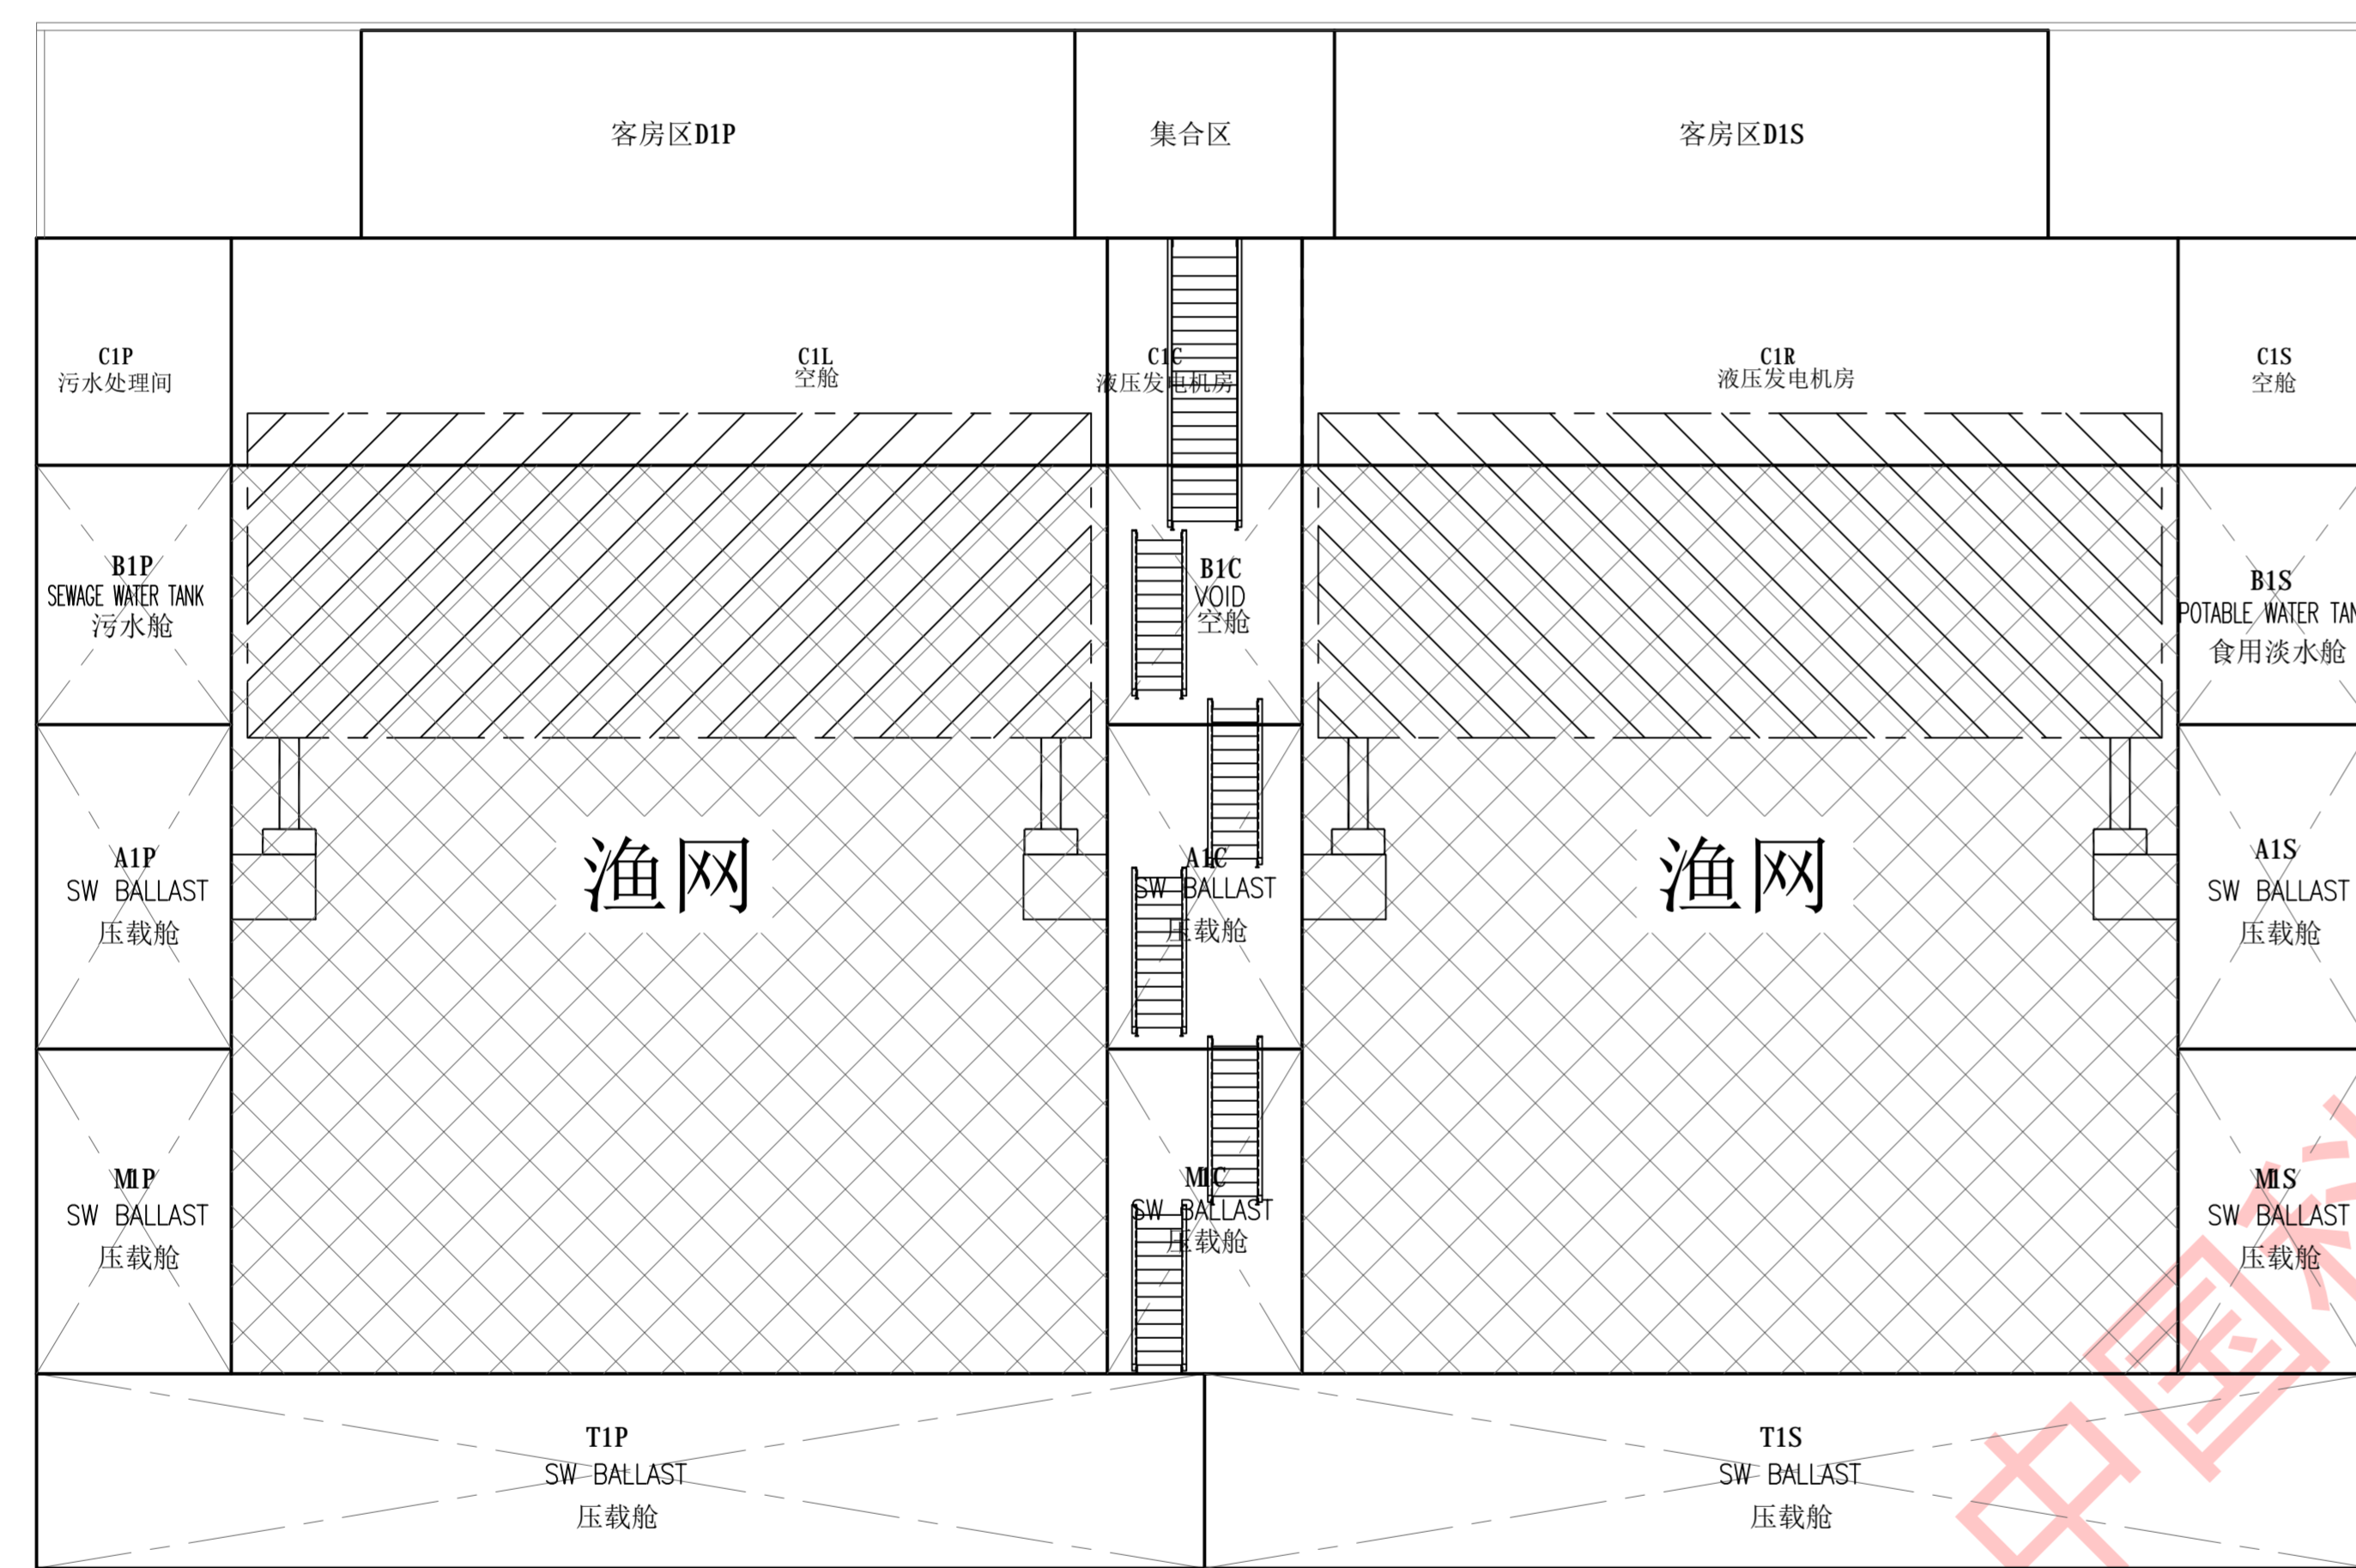 客房区D1P
集合区
客房区D1S
C1P
污水处理间
C1L
空舱
C1C
液压发电机房
C1R
液压发电机房
C1S
空舱
B1P
SEWAGE WATER TANK
污水舱
B1C
VOID
空舱
B1S
POTABLE WATER TAN
食用淡水舱
A1P
SW BALLAST
压载舱
渔网
A1C
SW BALLAST
压载舱
渔网
A1S
SW BALLAST
压载舱
M1P
SW BALLAST
压载舱
M1C
SW BALLAST
压载舱
M1S
SW BALLAST
压载舱
T1P
SW BALLAST
压载舱
T1S
SW BALLAST
压载舱
中国